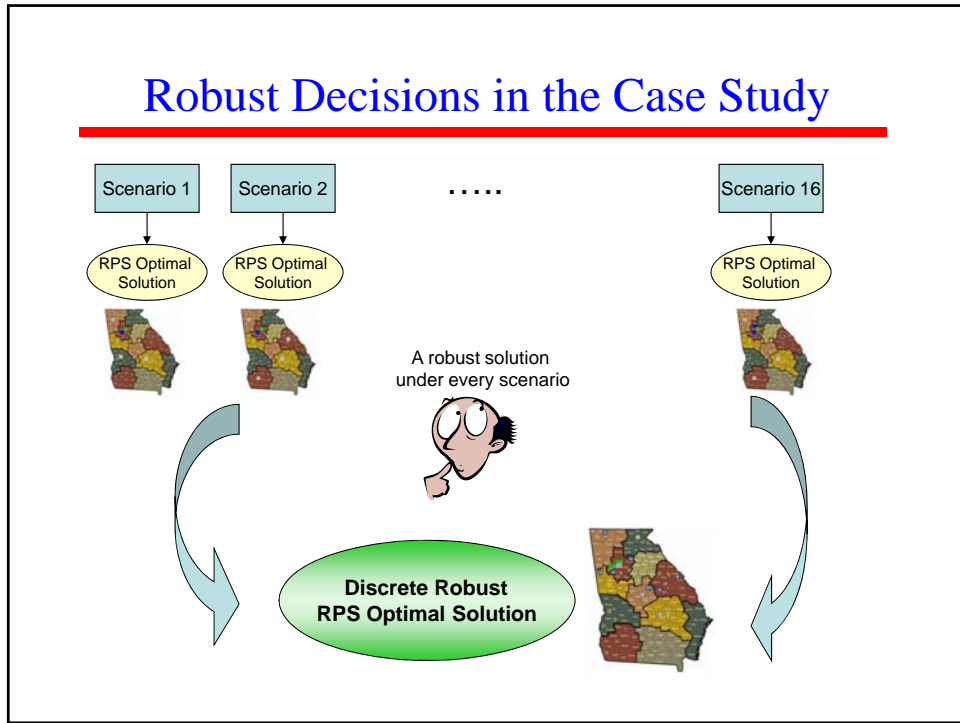 Robust Decisions in the Case Study
Scenario 1
Scenario 2
.....
Scenario 16
RPS Optimal
Solution
RPS Optimal
Solution
RPS Optimal
Solution
A robust solution
under every scenario
Discrete Robust
RPS Optimal Solution